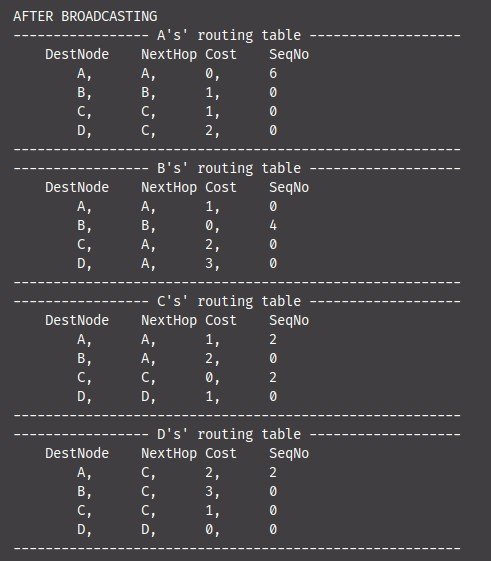 AFTER BROADCASTING
----------------- A's' routing table -------------------
DestNode NextHop Cost SeqNo
A, A, 0, 6
B, B, 1, 0
C, C, 1, 0
D, C, 2, 0
--------------------------------------------------------
----------------- B's' routing table -------------------
DestNode NextHop Cost SeqNo
A, A, 1, 0
B, B, 0, 4
C, A, 2, 0
D, A, 3, 0
--------------------------------------------------------
----------------- C's' routing table -------------------
DestNode NextHop Cost SeqNo
A, A, 1, 2
B, A, 2, 0
C, C, 0, 2
D, D, 1, 0
--------------------------------------------------------
----------------- D's' routing table -------------------
DestNode NextHop Cost SeqNo
A, C, 2, 2
B, C, 3, 0
C, C, 1, 0
D, D, 0, 0
--------------------------------------------------------